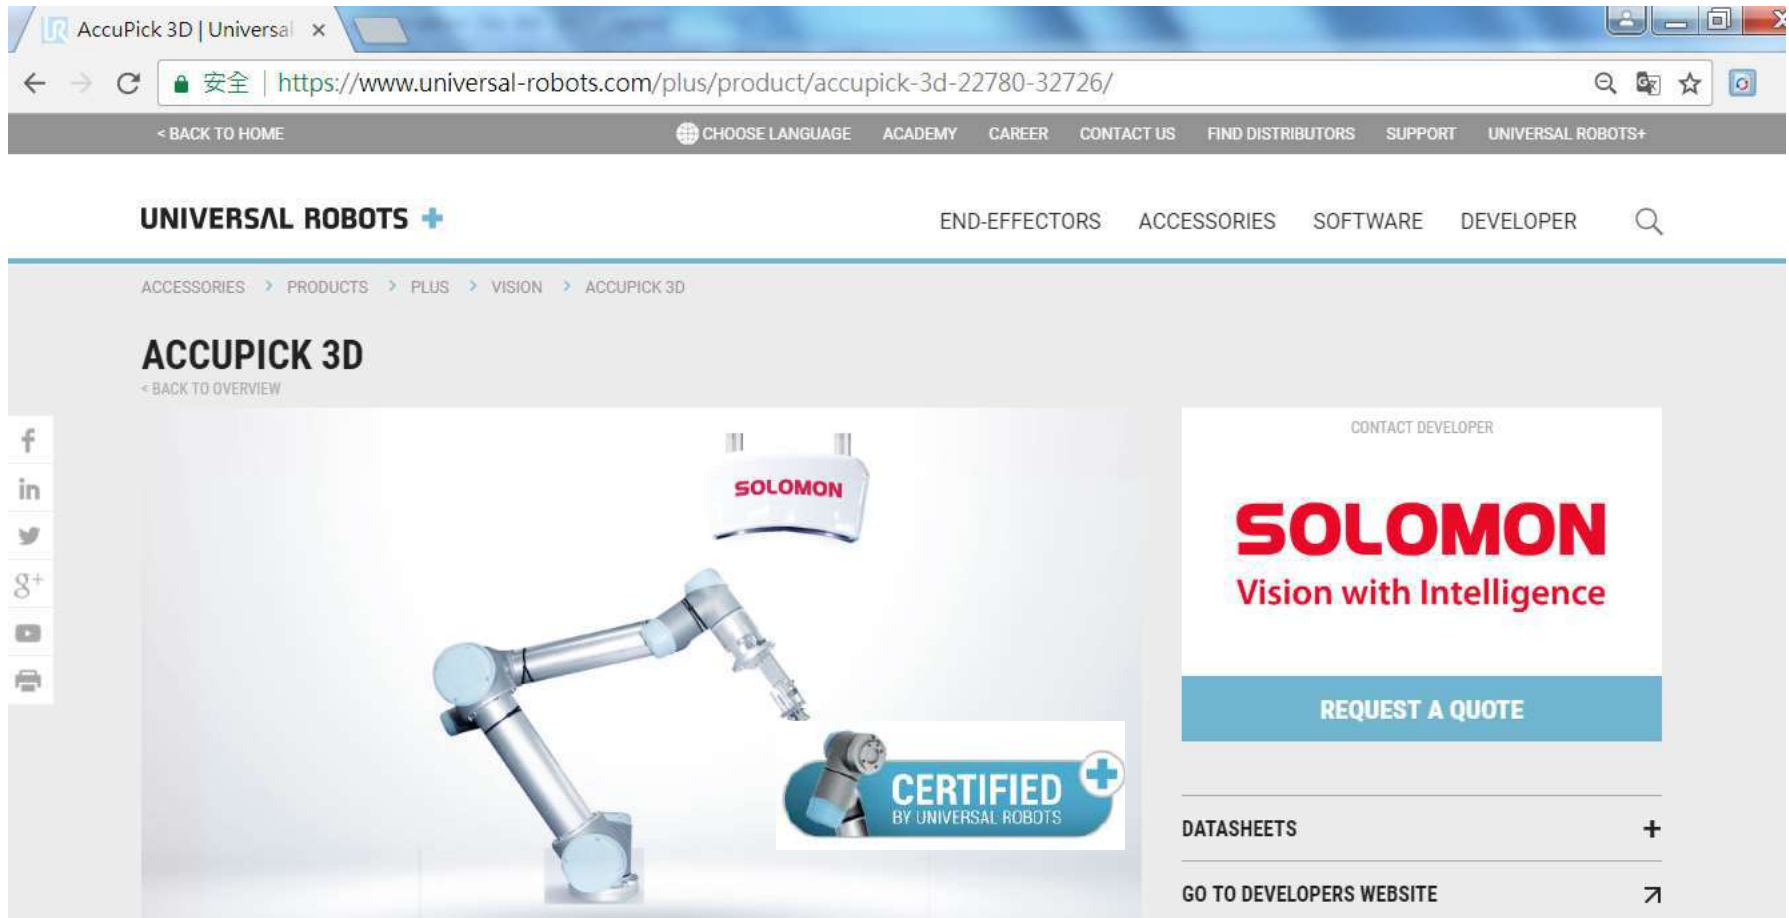 AccuPick 3D | Universal
安全 | https://www.universal-robots.com/plus/product/accupick-3d-22780-32726/
< BACK TO HOME CHOOSE LANGUAGE ACADEMY CAREER CONTACT US FIND DISTRIBUTORS SUPPORT UNIVERSAL ROBOTS+
UNIVERSAL ROBOTS + END-EFFECTORS ACCESSORIES SOFTWARE DEVELOPER
ACCESSORIES > PRODUCTS > PLUS > VISION > ACCUPICK 3D
ACCUPICK 3D
< BACK TO OVERVIEW
f
in
g+
SOLOMON
CERTIFIED
BY UNIVERSAL ROBOTS
CONTACT DEVELOPER
SOLOMON
Vision with Intelligence
REQUEST A QUOTE
DATASHEETS +
GO TO DEVELOPERS WEBSITE